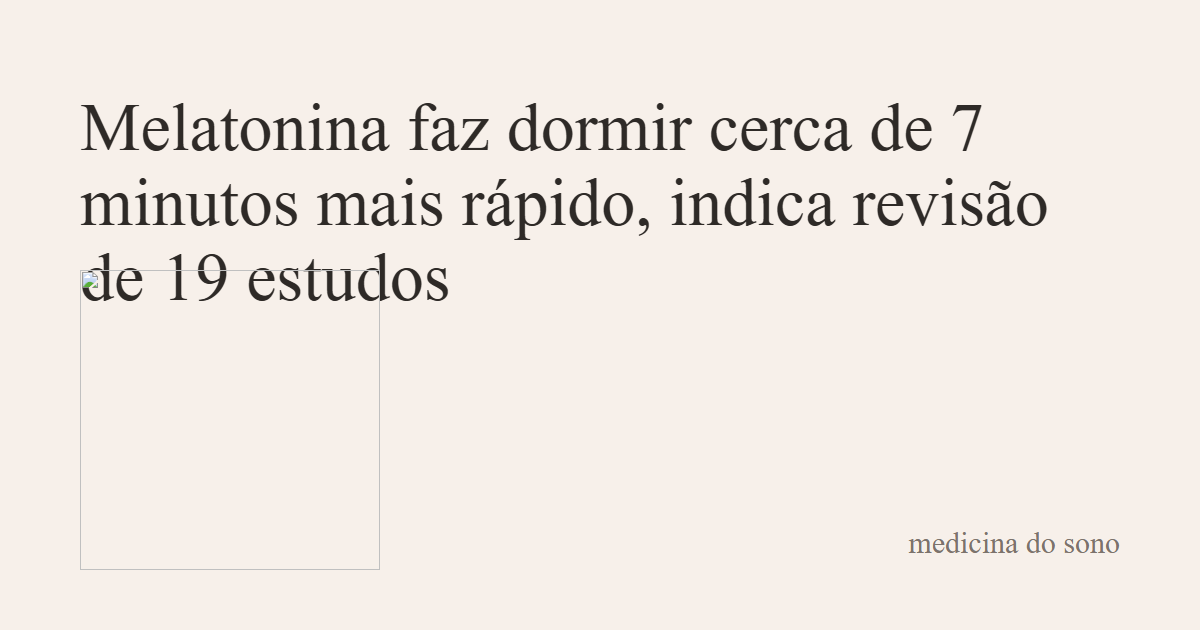 Melatonina faz dormir cerca de 7
minutos mais rápido, indica revisão
de 19 estudos
medicina do sono